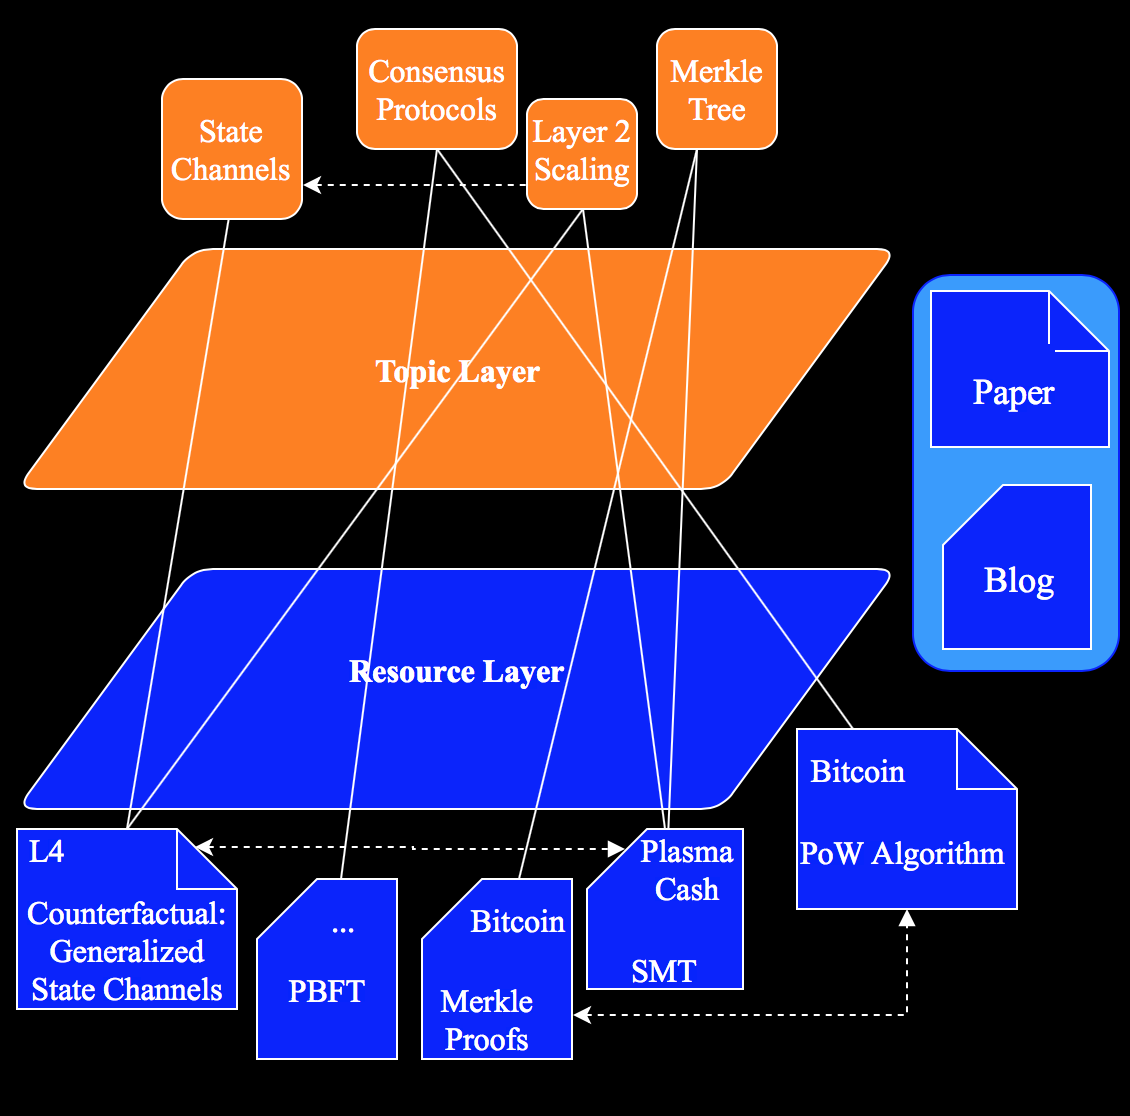 Consensus
Protocols
Merkle
Tree
State
Channels
Layer 2
Scaling
Topic Layer
Paper
Blog
Resource Layer
Bitcoin
PoW Algorithm
L4
Counterfactual:
Generalized
State Channels
...
PBFT
Bitcoin
Merkle
Proofs
Plasma
Cash
SMT